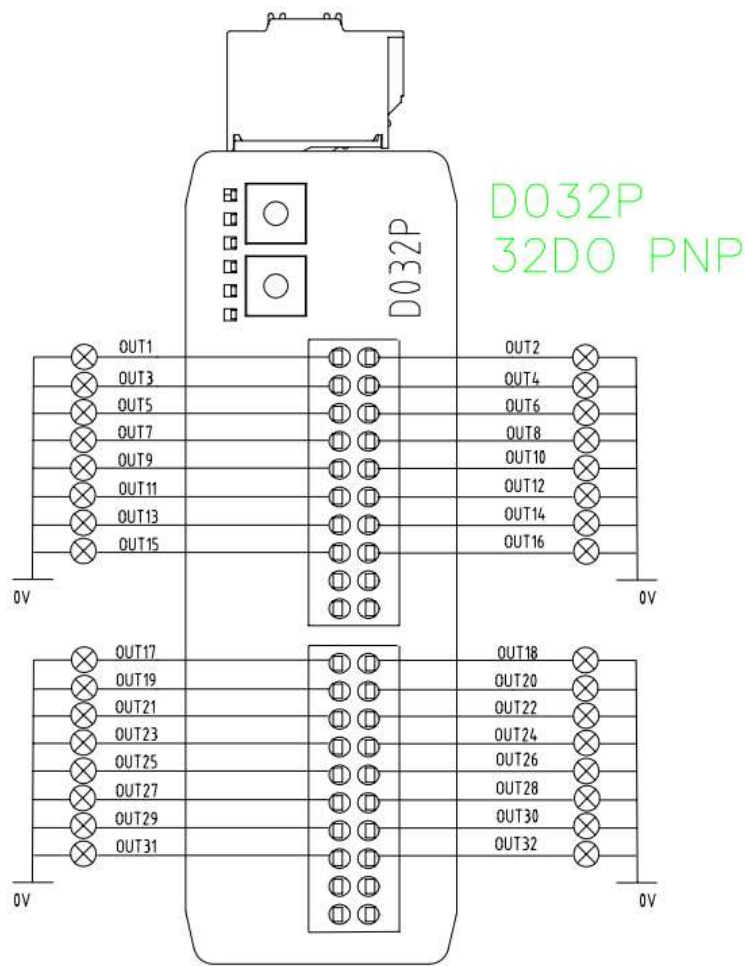 DO32P
32DO PNP
DO32P
OUT1 OUT2
OUT3 OUT4
OUT5 OUT6
OUT7 OUT8
OUT9 OUT10
OUT11 OUT12
OUT13 OUT14
OUT15 OUT16
0V 0V
OUT17 OUT18
OUT19 OUT20
OUT21 OUT22
OUT23 OUT24
OUT25 OUT26
OUT27 OUT28
OUT29 OUT30
OUT31 OUT32
0V 0V